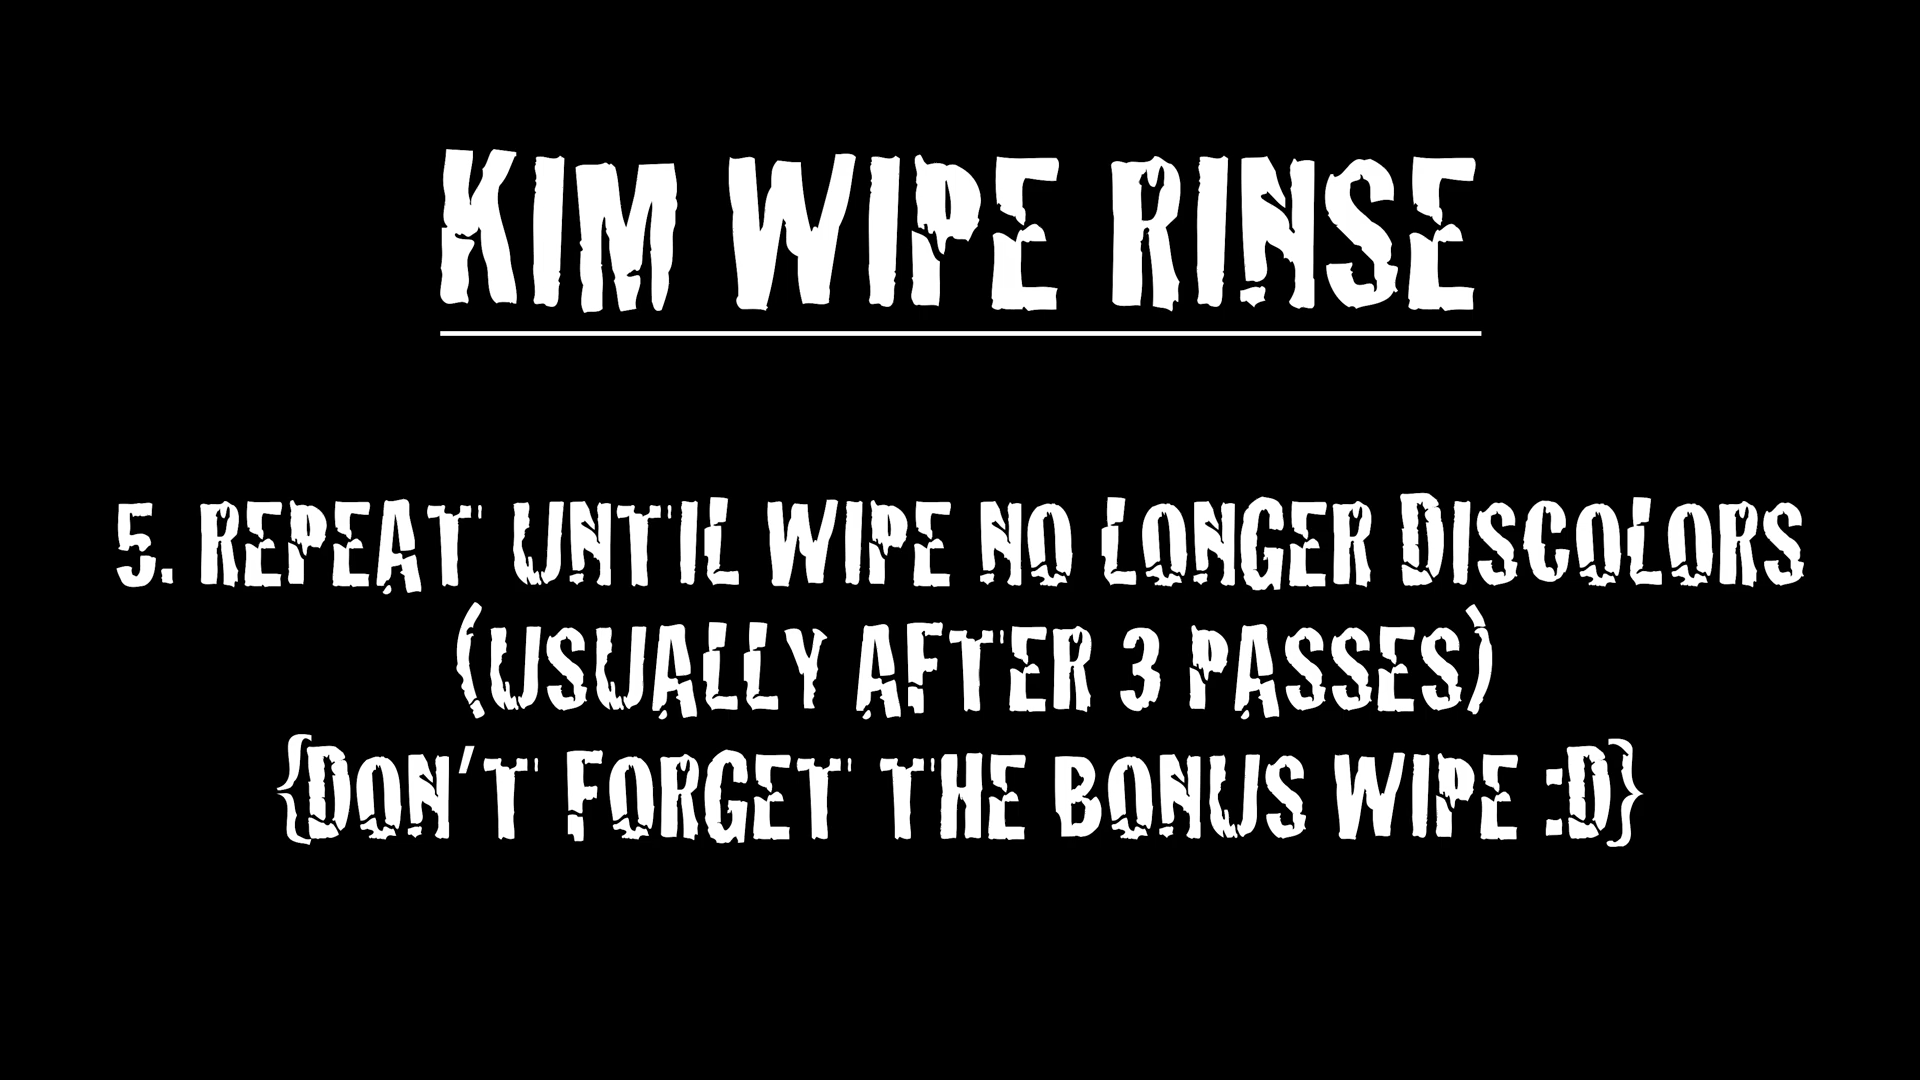 KIM WIPE RINSE
5. REPEAT UNTIL WIPE NO LONGER DISCOLORS
(USUALLY AFTER 3 PASSES)
{DON'T FORGET THE BONUS WIPE :D}